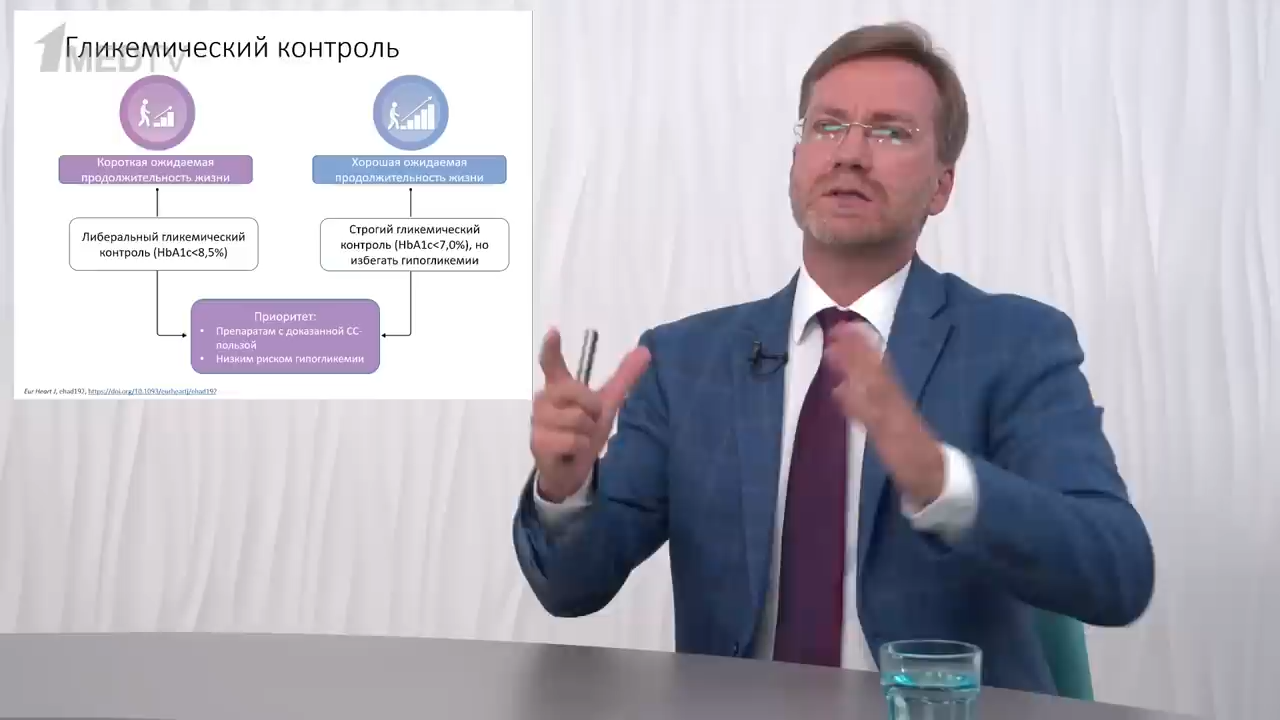 Гликемический контроль
1MEDTV
Короткая ожидаемая
продолжительность жизни
Хорошая ожидаемая
продолжительность жизни
Либеральный гликемический
контроль (HbA1c<8,5%)
Строгий гликемический
контроль (HbA1c<7,0%), но
избегать гипогликемии
Приоритет:
• Препаратам с доказанной СС-
пользой
• Низким риском гипогликемии
Eur Heart J, ehad192, https://doi.org/10.1093/eurheartj/ehad192